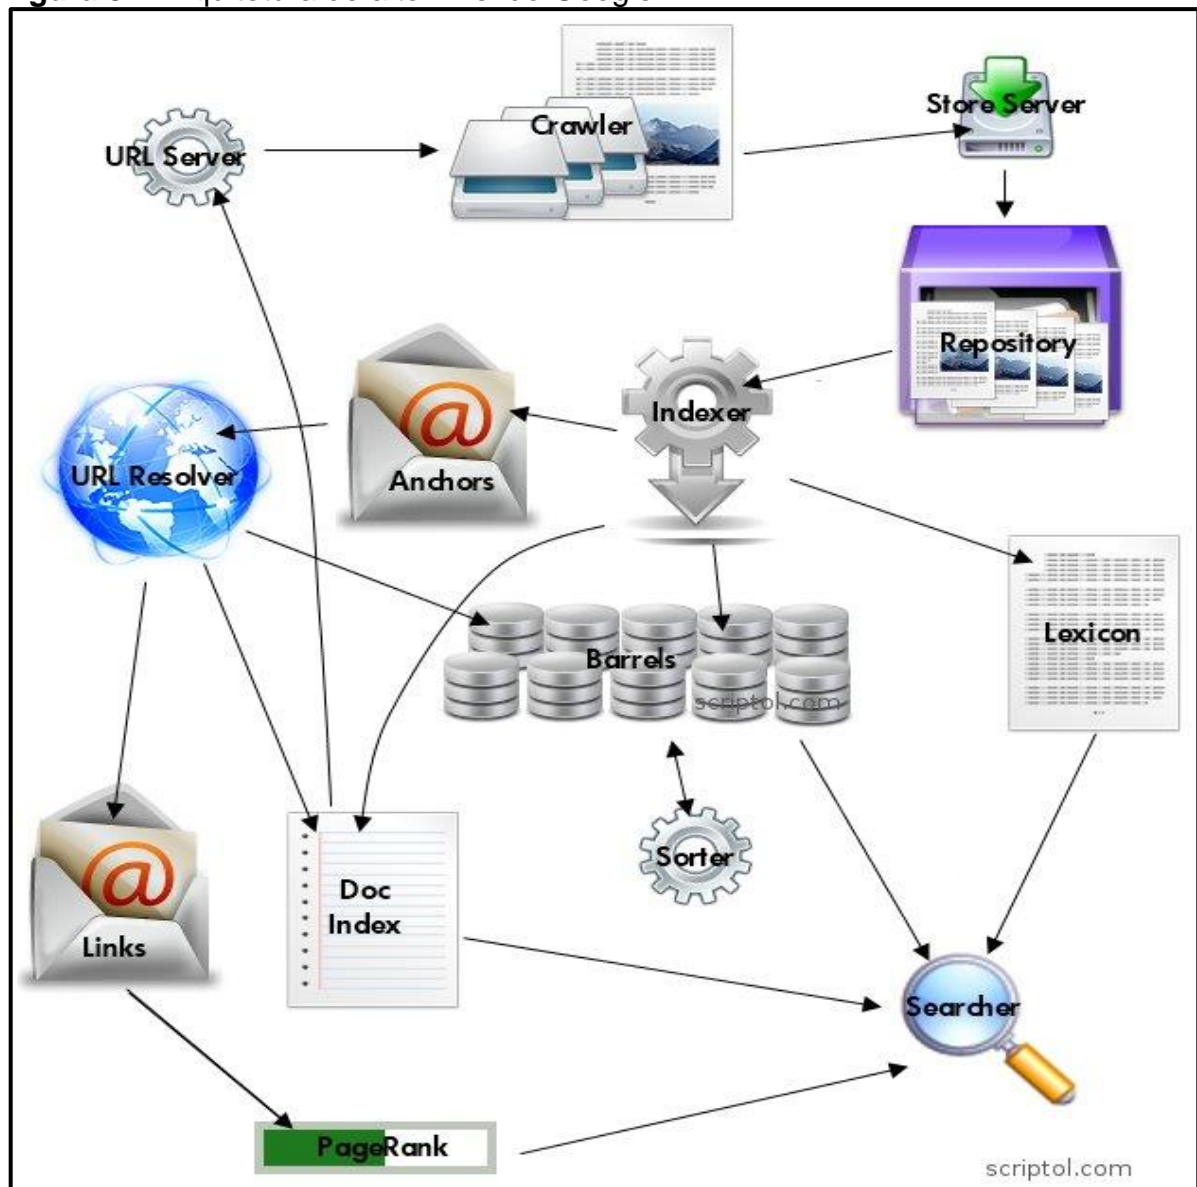 Crawler
Store Server
URL Server
Repository
Indexer
URL Resolver
Anchors
Lexicon
Barrels
scriptol.com
Sorter
Doc
Index
Links
Searcher
PageRank
scriptol.com